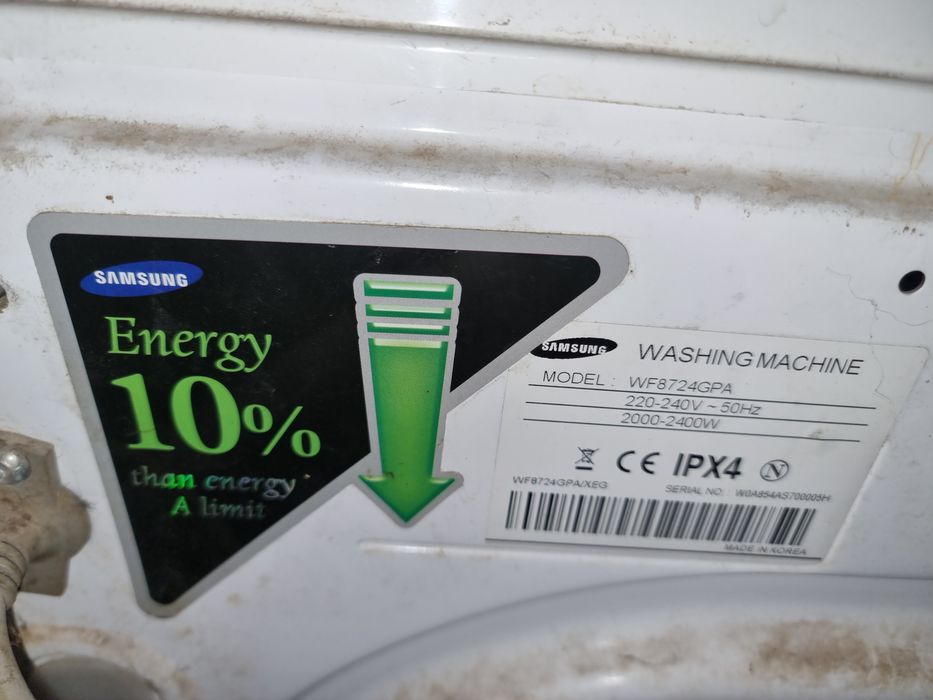 SAMSUNG
Energy
10%
than energy
A limit
SAMSUNG WASHING MACHINE
MODEL : WF8724GPA
220-240V ~ 50Hz
2000-2400W
CE IPX4 N
WF8724GPA/XEG SERIAL NO: W0A854AS700005H
MADE IN KOREA